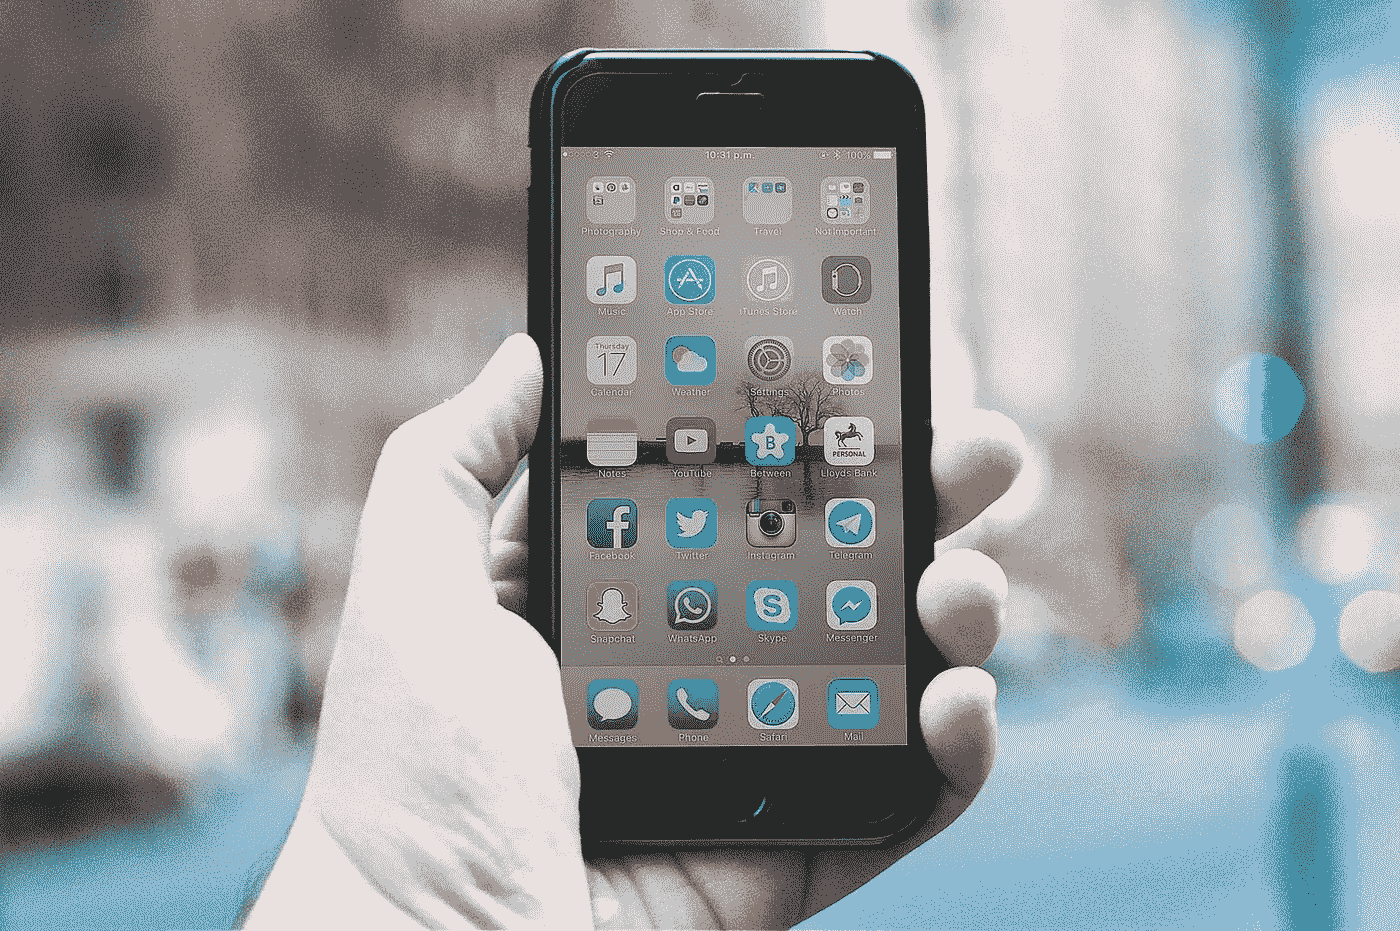 3 10:31 p.m. 100%
Photography Shop & Food Travel Not Important
Music App Store iTunes Store Watch
Thursday
17
Calendar Weather Settings Photos
B
PERSONAL
Notes YouTube Between Lloyds Bank
Facebook Twitter Instagram Telegram
Snapchat WhatsApp Skype Messenger
Messages Phone Safari Mail